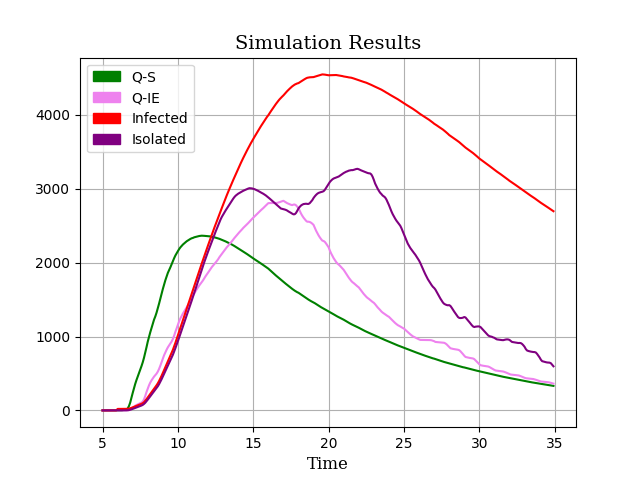 Simulation Results
Q-S
Q-IE
Infected
Isolated
4000
3000
2000
1000
0
5 10 15 20 25 30 35
Time